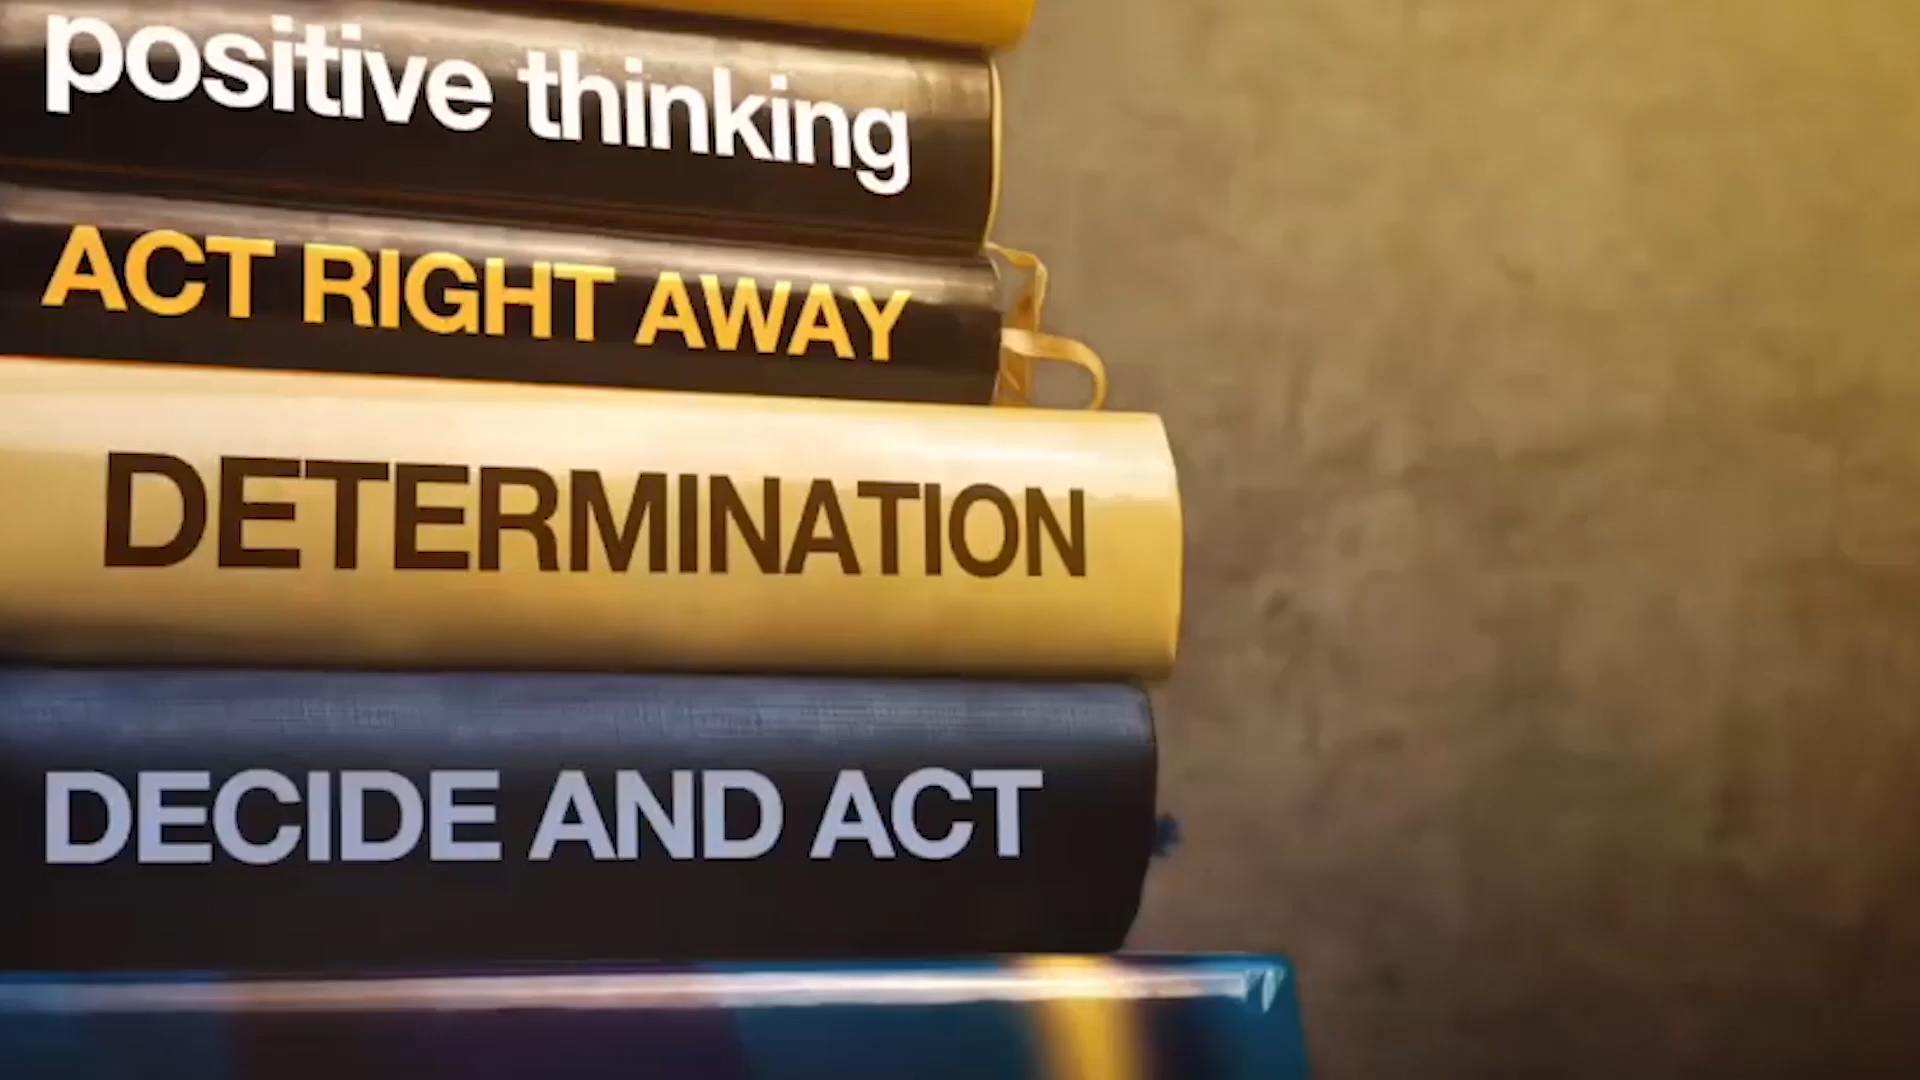 positive thinking
ACT RIGHT AWAY
DETERMINATION
DECIDE AND ACT